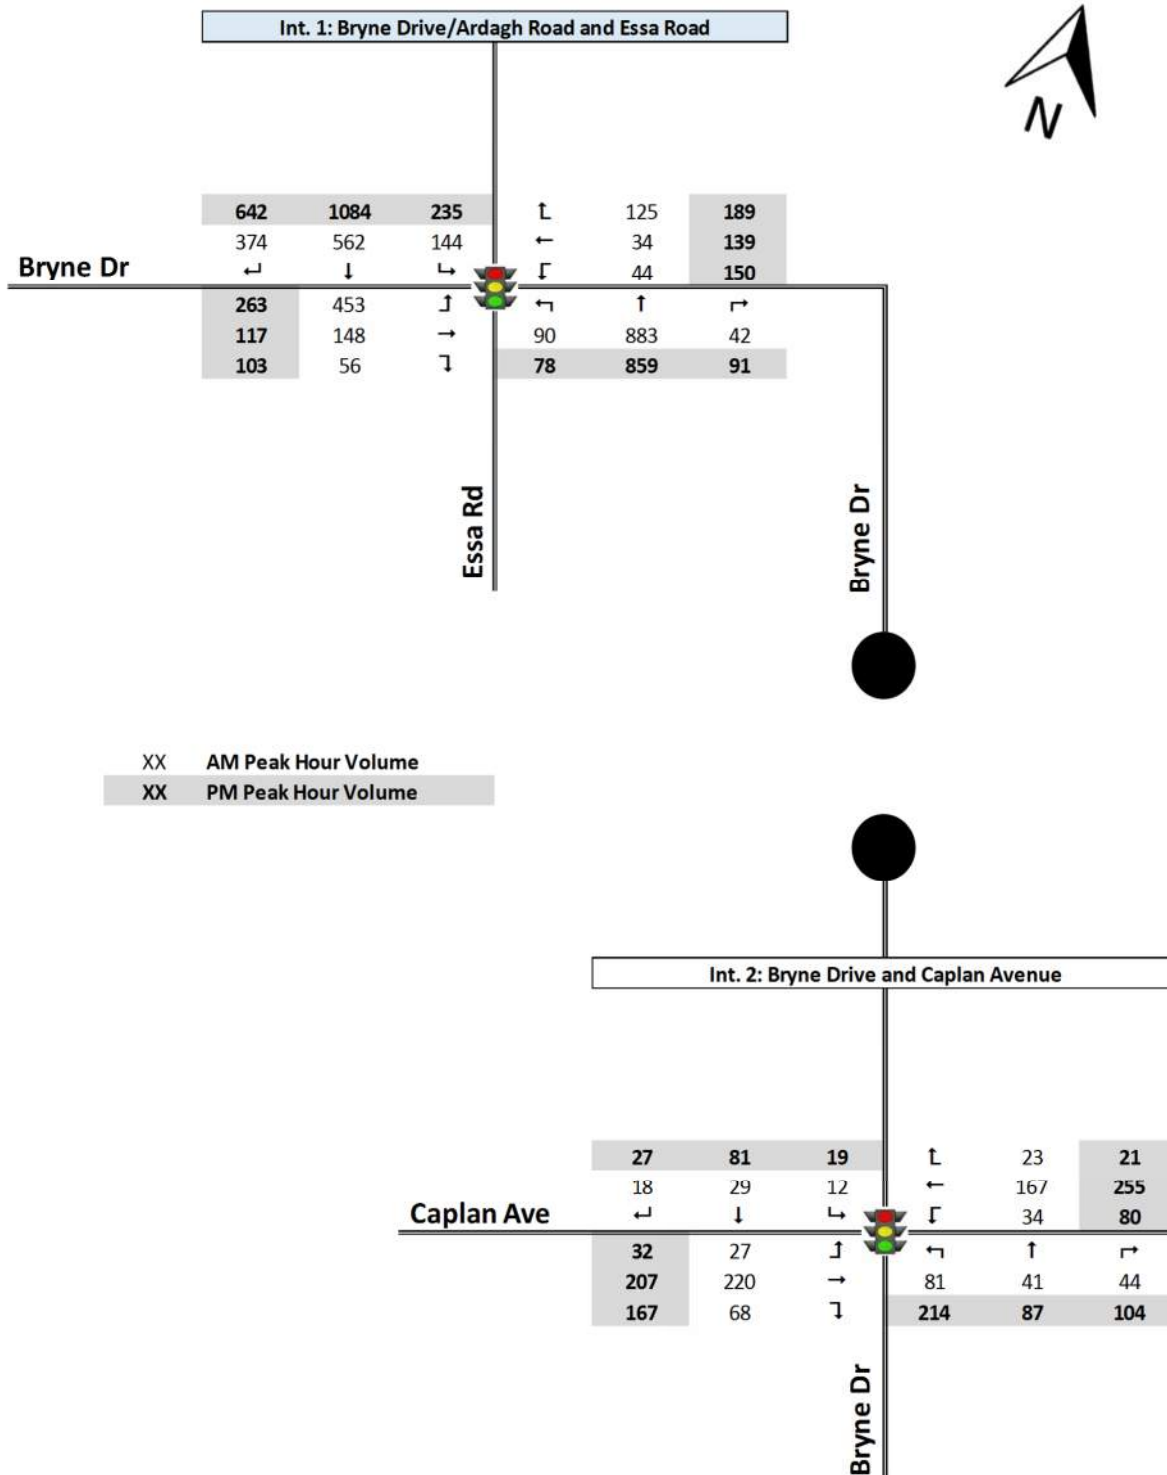 Int. 1: Bryne Drive/Ardagh Road and Essa Road
N
642 1084 235 125 189
374 562 144 34 139
Bryne Dr
44 150
263 453
117 148 90 883 42
103 56 78 859 91
Essa Rd
Bryne Dr
XX AM Peak Hour Volume
XX PM Peak Hour Volume
Int. 2: Bryne Drive and Caplan Avenue
27 81 19 23 21
18 29 12 167 255
Caplan Ave
34 80
32 27
207 220 81 41 44
167 68 214 87 104
Bryne Dr